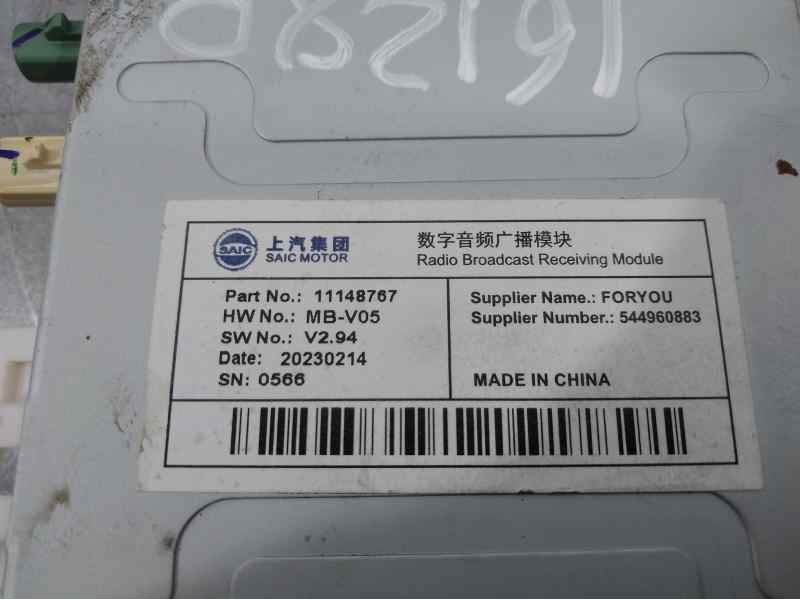 SAIC 上汽集团
SAIC MOTOR
数字音频广播模块
Radio Broadcast Receiving Module
Part No.: 11148767
HW No.: MB-V05
SW No.: V2.94
Date: 20230214
SN: 0566
Supplier Name.: FORYOU
Supplier Number.: 544960883
MADE IN CHINA